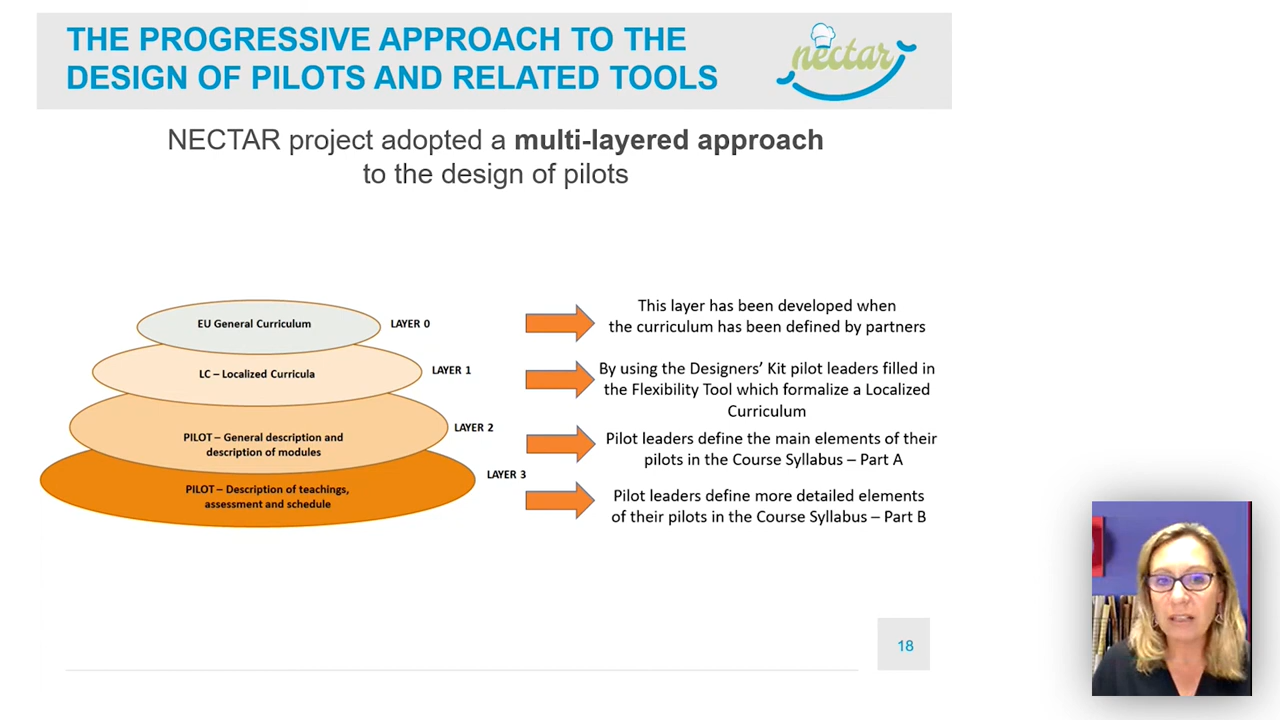 THE PROGRESSIVE APPROACH TO THE
DESIGN OF PILOTS AND RELATED TOOLS
nectar
NECTAR project adopted a multi-layered approach
to the design of pilots
EU General Curriculum
LAYER 0
This layer has been developed when
the curriculum has been defined by partners
LC – Localized Curricula
LAYER 1
By using the Designers’ Kit pilot leaders filled in
the Flexibility Tool which formalize a Localized
Curriculum
PILOT – General description and
description of modules
LAYER 2
Pilot leaders define the main elements of their
pilots in the Course Syllabus – Part A
PILOT – Description of teachings,
assessment and schedule
LAYER 3
Pilot leaders define more detailed elements
of their pilots in the Course Syllabus – Part B
18